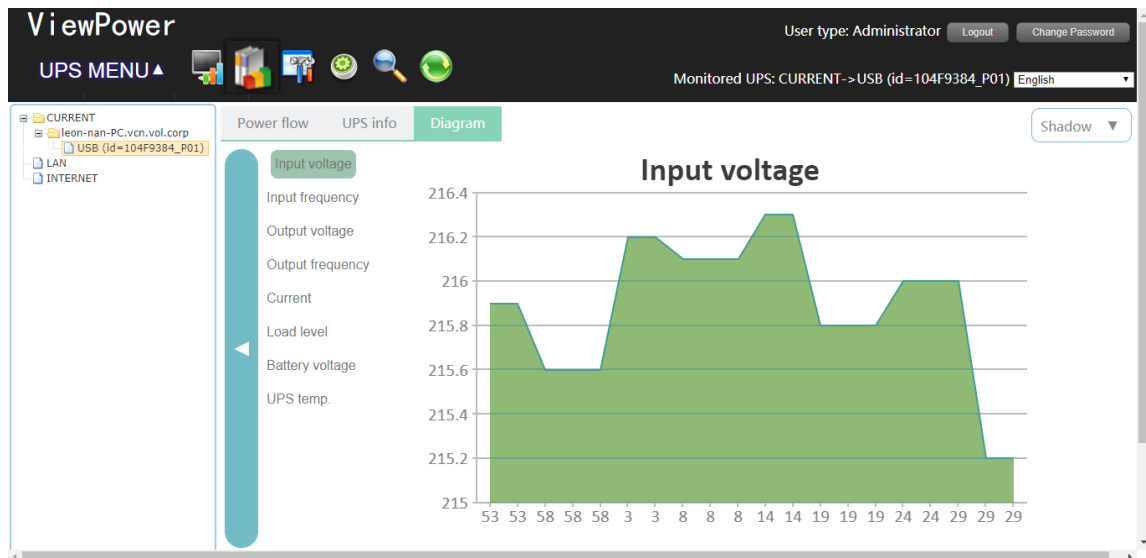 ViewPower
User type: Administrator Logout Change Password
UPS MENU▲
Monitored UPS: CURRENT->USB (id=104F9384_P01) English
CURRENT
leon-nan-PC.vcn.vol.corp
USB (id=104F9384_P01)
LAN
INTERNET
Power flow UPS info Diagram
Shadow ▼
Input voltage
Input frequency
Output voltage
Output frequency
Current
Load level
Battery voltage
UPS temp.
Input voltage
216.4
216.2
216
215.8
215.6
215.4
215.2
215
53 53 58 58 58 3 3 8 8 8 14 14 19 19 19 24 24 29 29 29